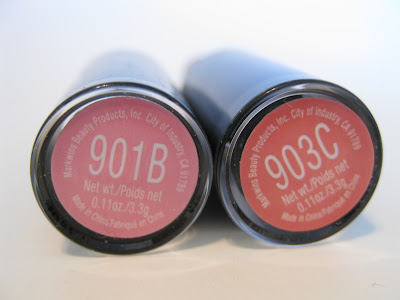 Markwins Beauty Products, Inc. City of Industry, CA 91789
901B
Net wt./Poids net
0.11oz/3.3g
Made in China/Fabriqué en Chine
Markwins Beauty Products, Inc. City of Industry, CA 91789
903C
Net wt./Poids net
0.11oz/3.3g
Made in China/Fabriqué en Chine